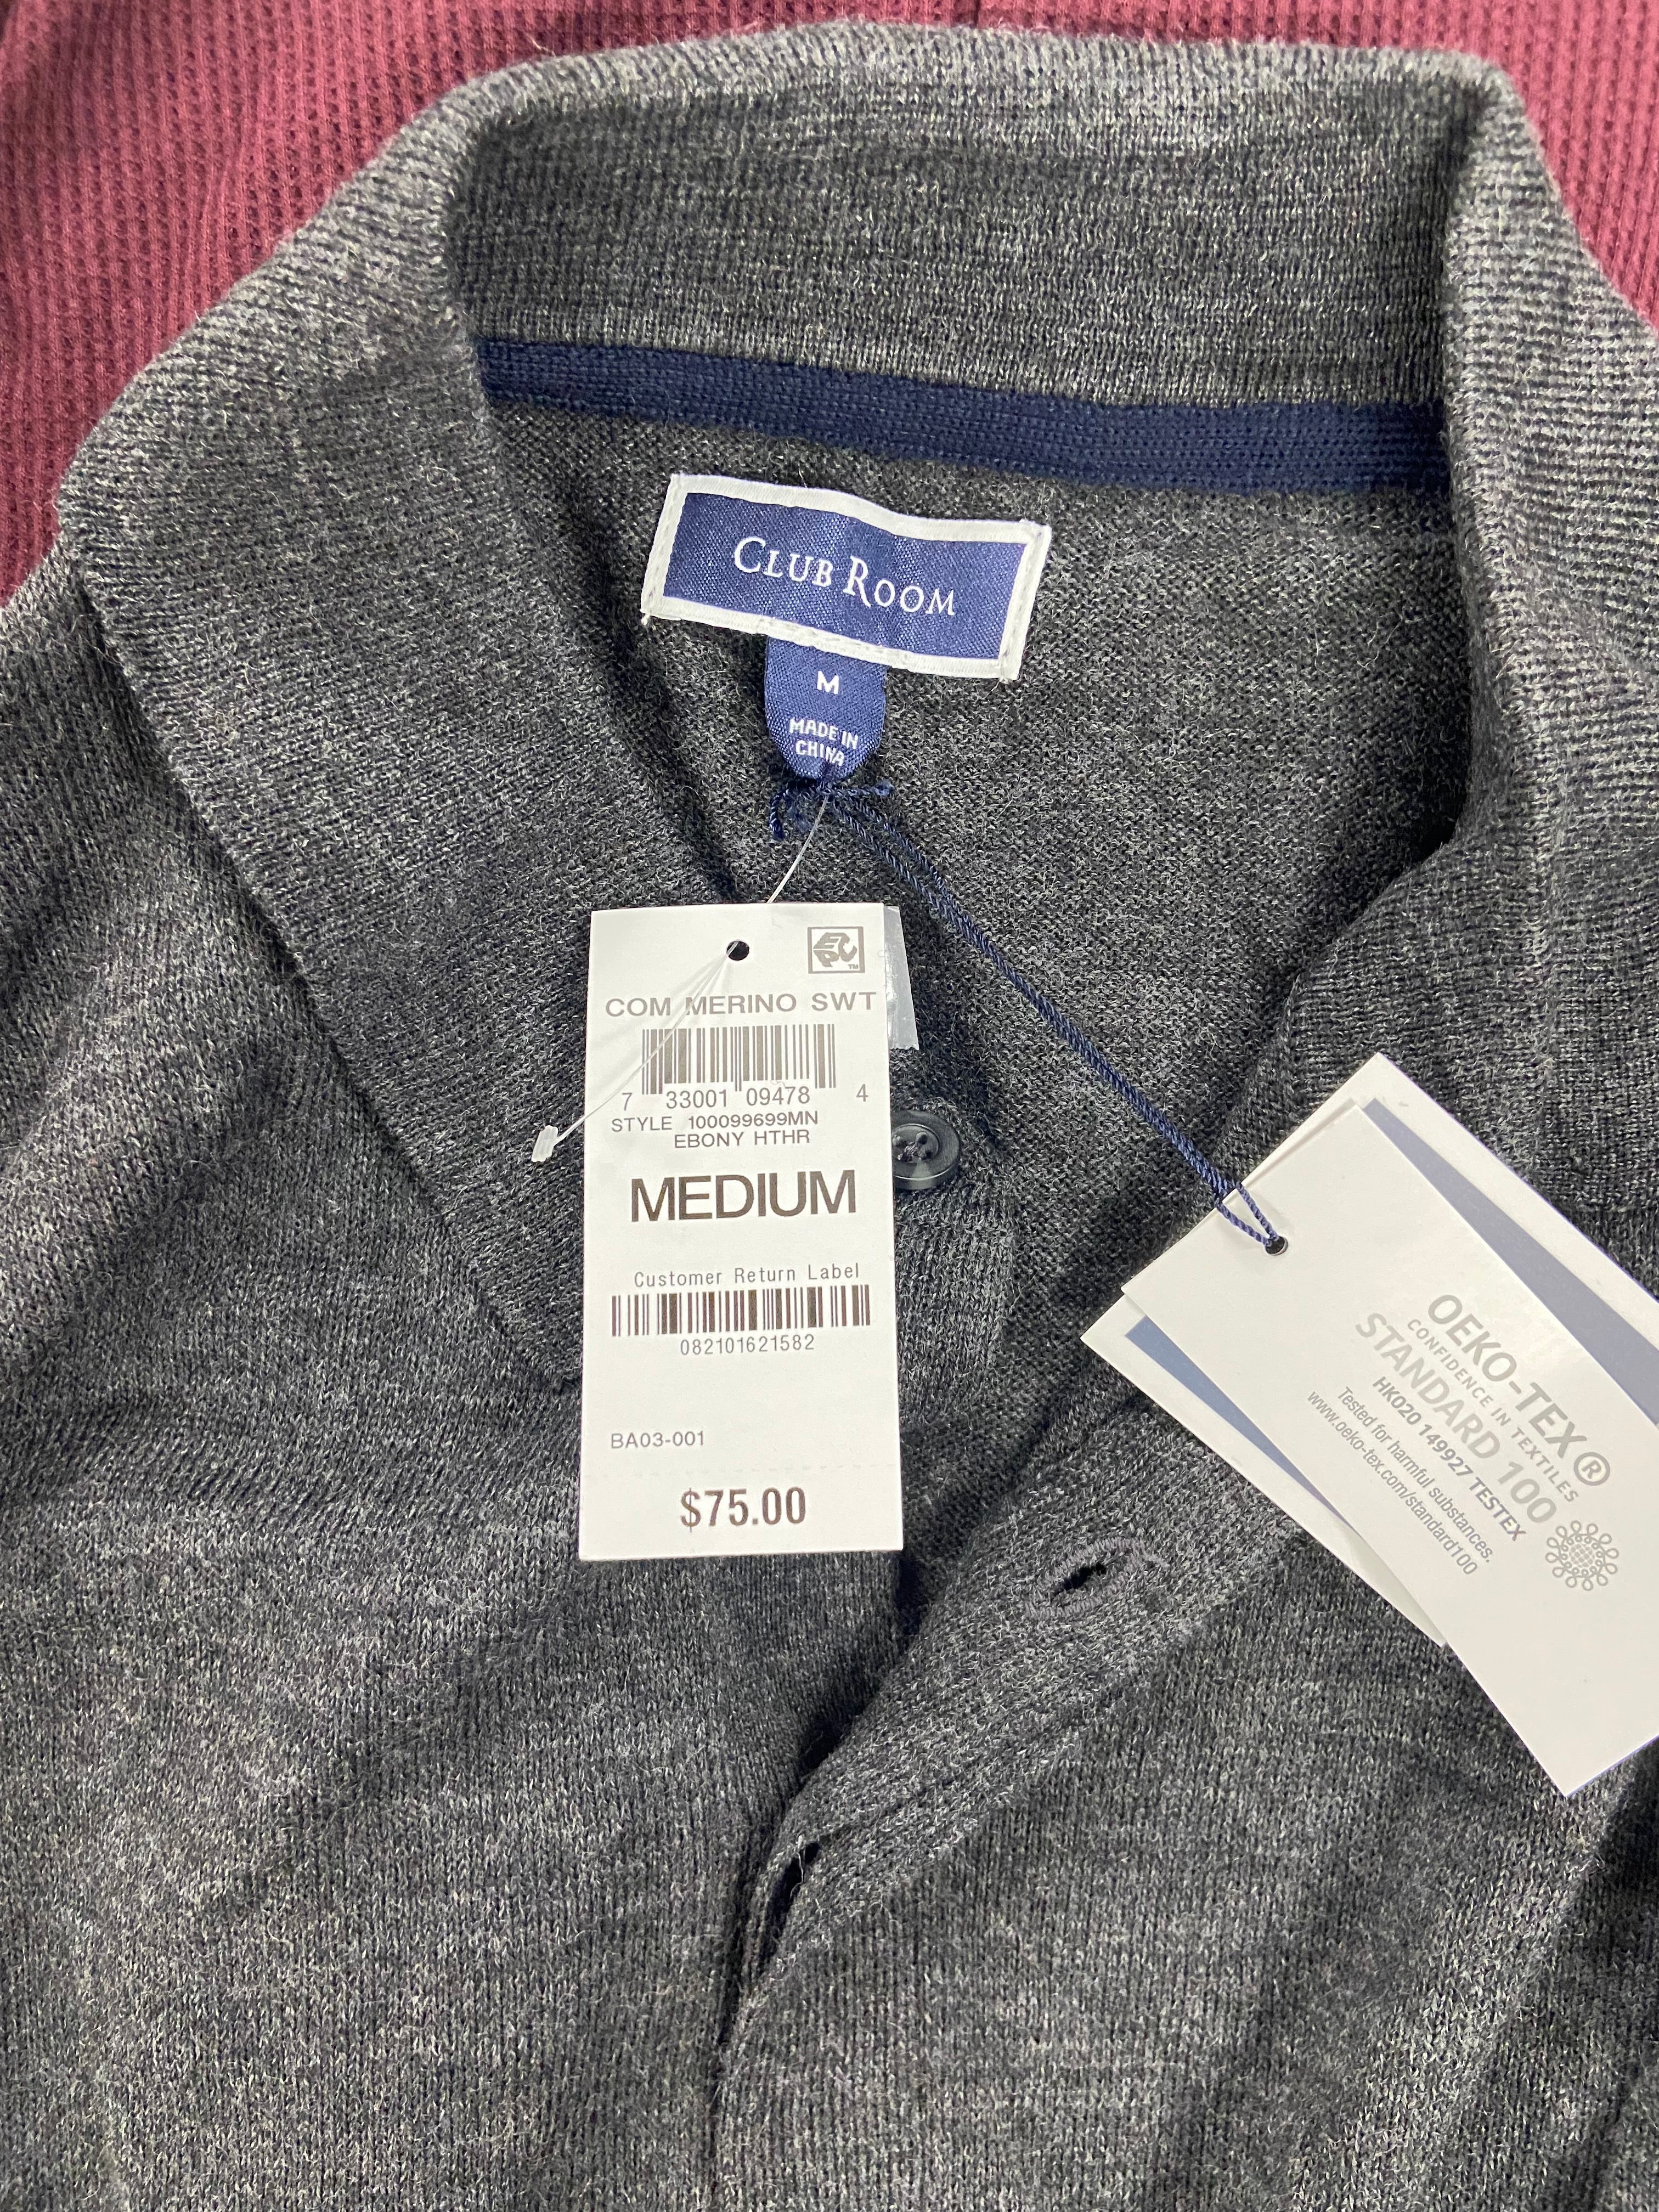 CLUB ROOM
M
MADE IN
CHINA
EPC™
COM MERINO SWT
7 33001 09478 4
STYLE 100099699MN
EBONY HTHR
MEDIUM
Customer Return Label
082101621582
BA03-001
$75.00
OEKO-TEX®
CONFIDENCE IN TEXTILES
STANDARD 100
HK020 149927 TESTEX
Tested for harmful substances.
www.oeko-tex.com/standard100